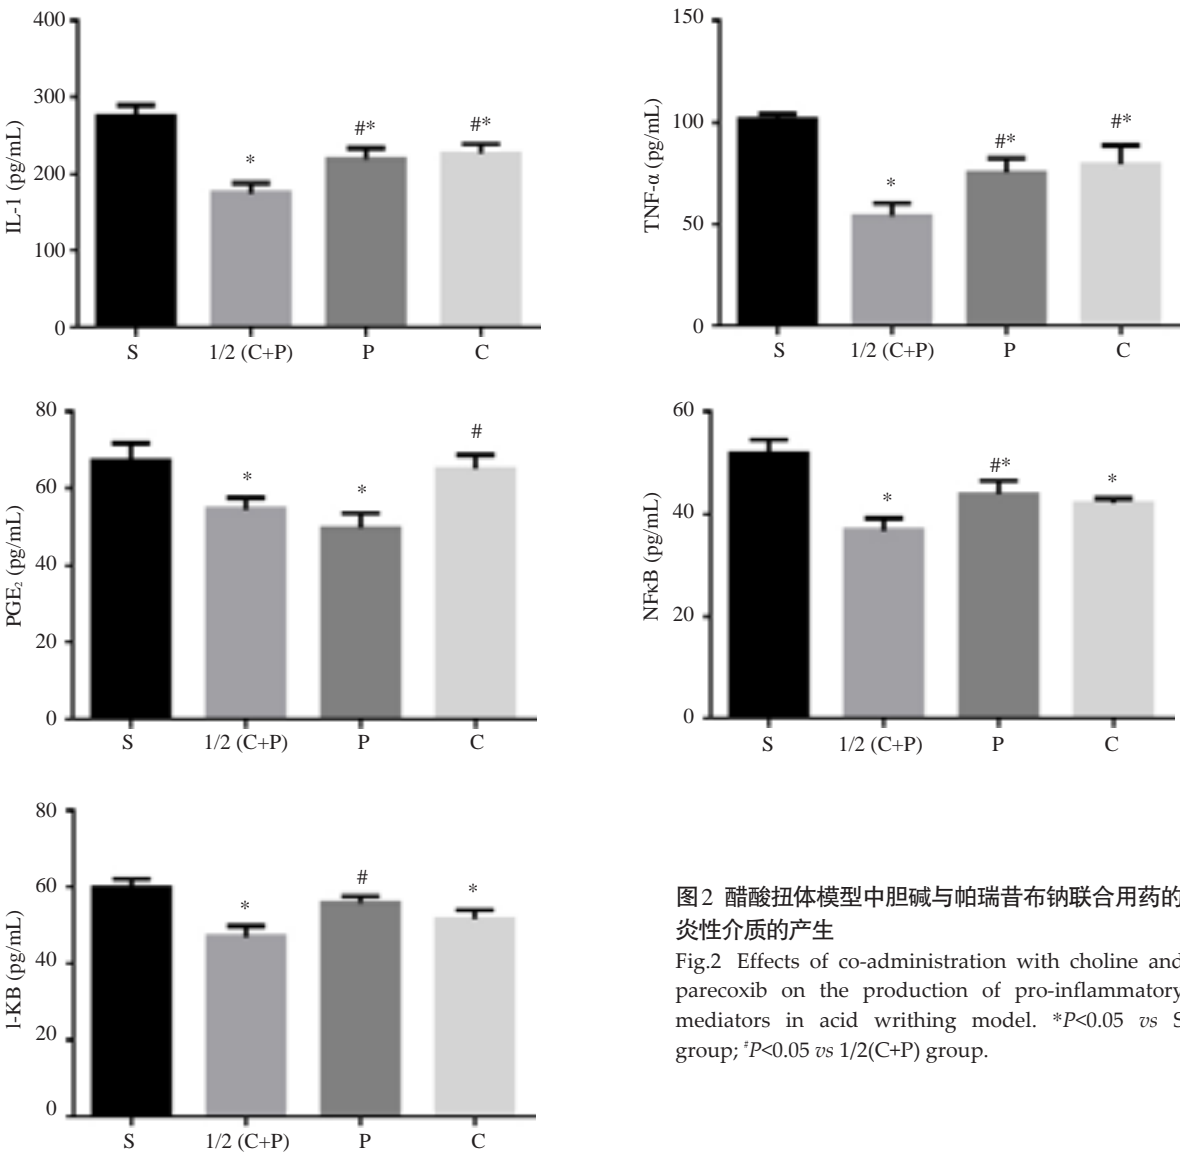 400
300
200
100
0
IL-1 (pg/mL)
*
#*
#*
S 1/2 (C+P) P C
150
100
50
0
TNF-α (pg/mL)
*
#*
#*
S 1/2 (C+P) P C
80
60
40
20
0
PGE₂ (pg/mL)
*
*
#
S 1/2 (C+P) P C
60
40
20
0
NFκB (pg/mL)
*
#*
*
S 1/2 (C+P) P C
80
60
40
20
0
l-KB (pg/mL)
*
#
*
S 1/2 (C+P) P C
图2 醋酸扭体模型中胆碱与帕瑞昔布钠联合用药的
炎性介质的产生
Fig.2 Effects of co-administration with choline and
parecoxib on the production of pro-inflammatory
mediators in acid writhing model. *P<0.05 vs S
group; #P<0.05 vs 1/2(C+P) group.